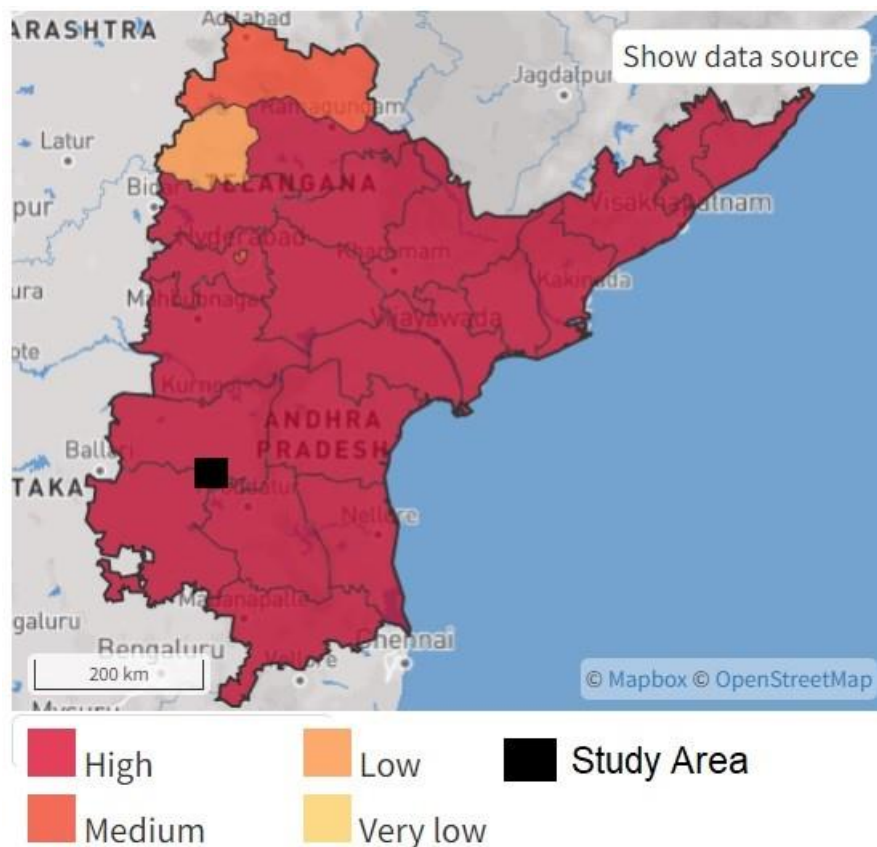 ARASHTRA
Adilabad
Show data source
Jagdalpur
Ramagundam
Latur
Bidar
TELANGANA
pur
Visakhapatnam
Hyderabad
Khammam
Kakinada
ura
Mahbubnagar
Vijayawada
ote
Kurnool
ANDHRA
PRADESH
Ballari
TAKA
Proddatur
Nellore
Madanapalle
galuru
Bengaluru
Chennai
Vellore
200 km
© Mapbox © OpenStreetMap
Mysuru
High
Low
Study Area
Medium
Very low